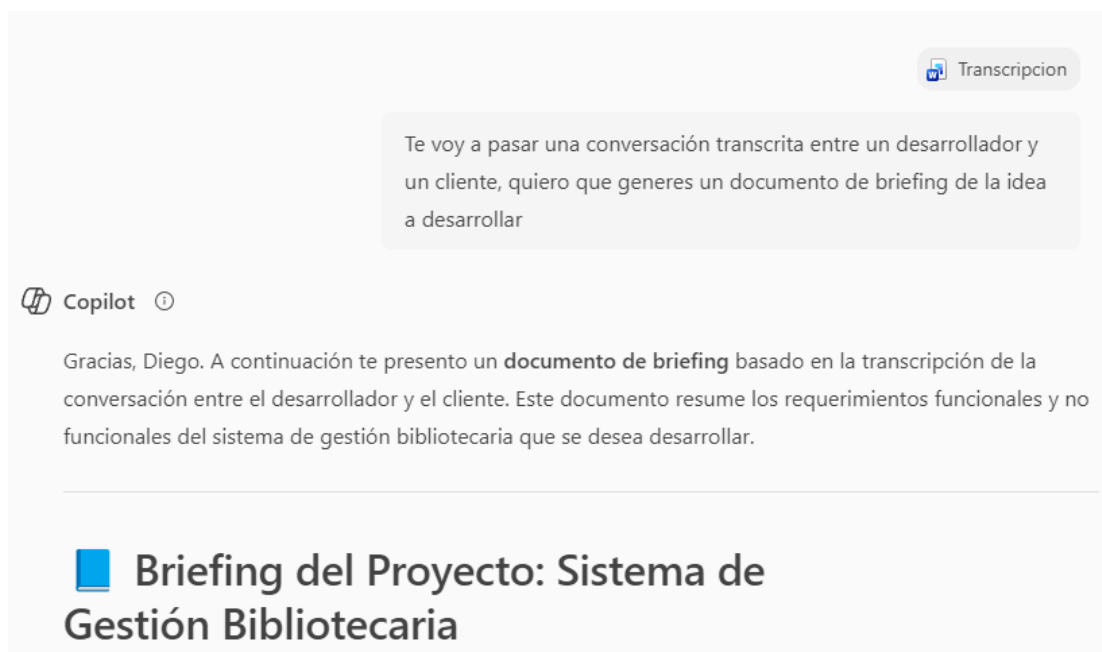 Transcripcion
Te voy a pasar una conversación transcrita entre un desarrollador y
un cliente, quiero que generes un documento de briefing de la idea
a desarrollar
Copilot
Gracias, Diego. A continuación te presento un documento de briefing basado en la transcripción de la
conversación entre el desarrollador y el cliente. Este documento resume los requerimientos funcionales y no
funcionales del sistema de gestión bibliotecaria que se desea desarrollar.
Briefing del Proyecto: Sistema de
Gestión Bibliotecaria